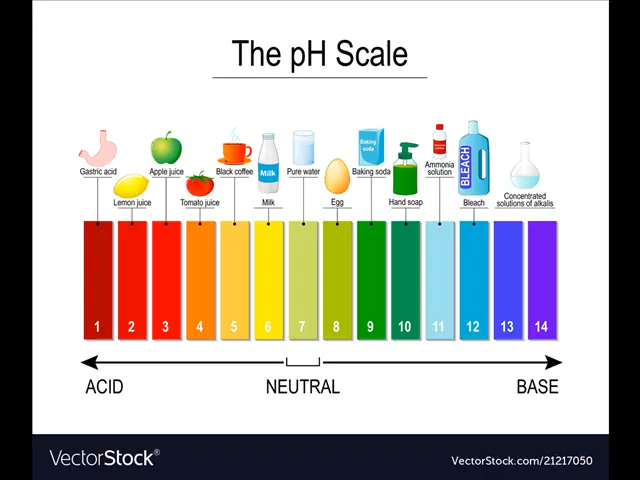 The pH Scale
Gastric acid
Apple juice
Black coffee
Milk
Pure water
Baking
soda
Baking soda
Ammonia
solution
BLEACH
Lemon juice
Tomato juice
Milk
Egg
Hand soap
Bleach
Concentrated
solutions of alkalis
1 2 3 4 5 6 7 8 9 10 11 12 13 14
ACID NEUTRAL BASE
VectorStock® VectorStock.com/21217050